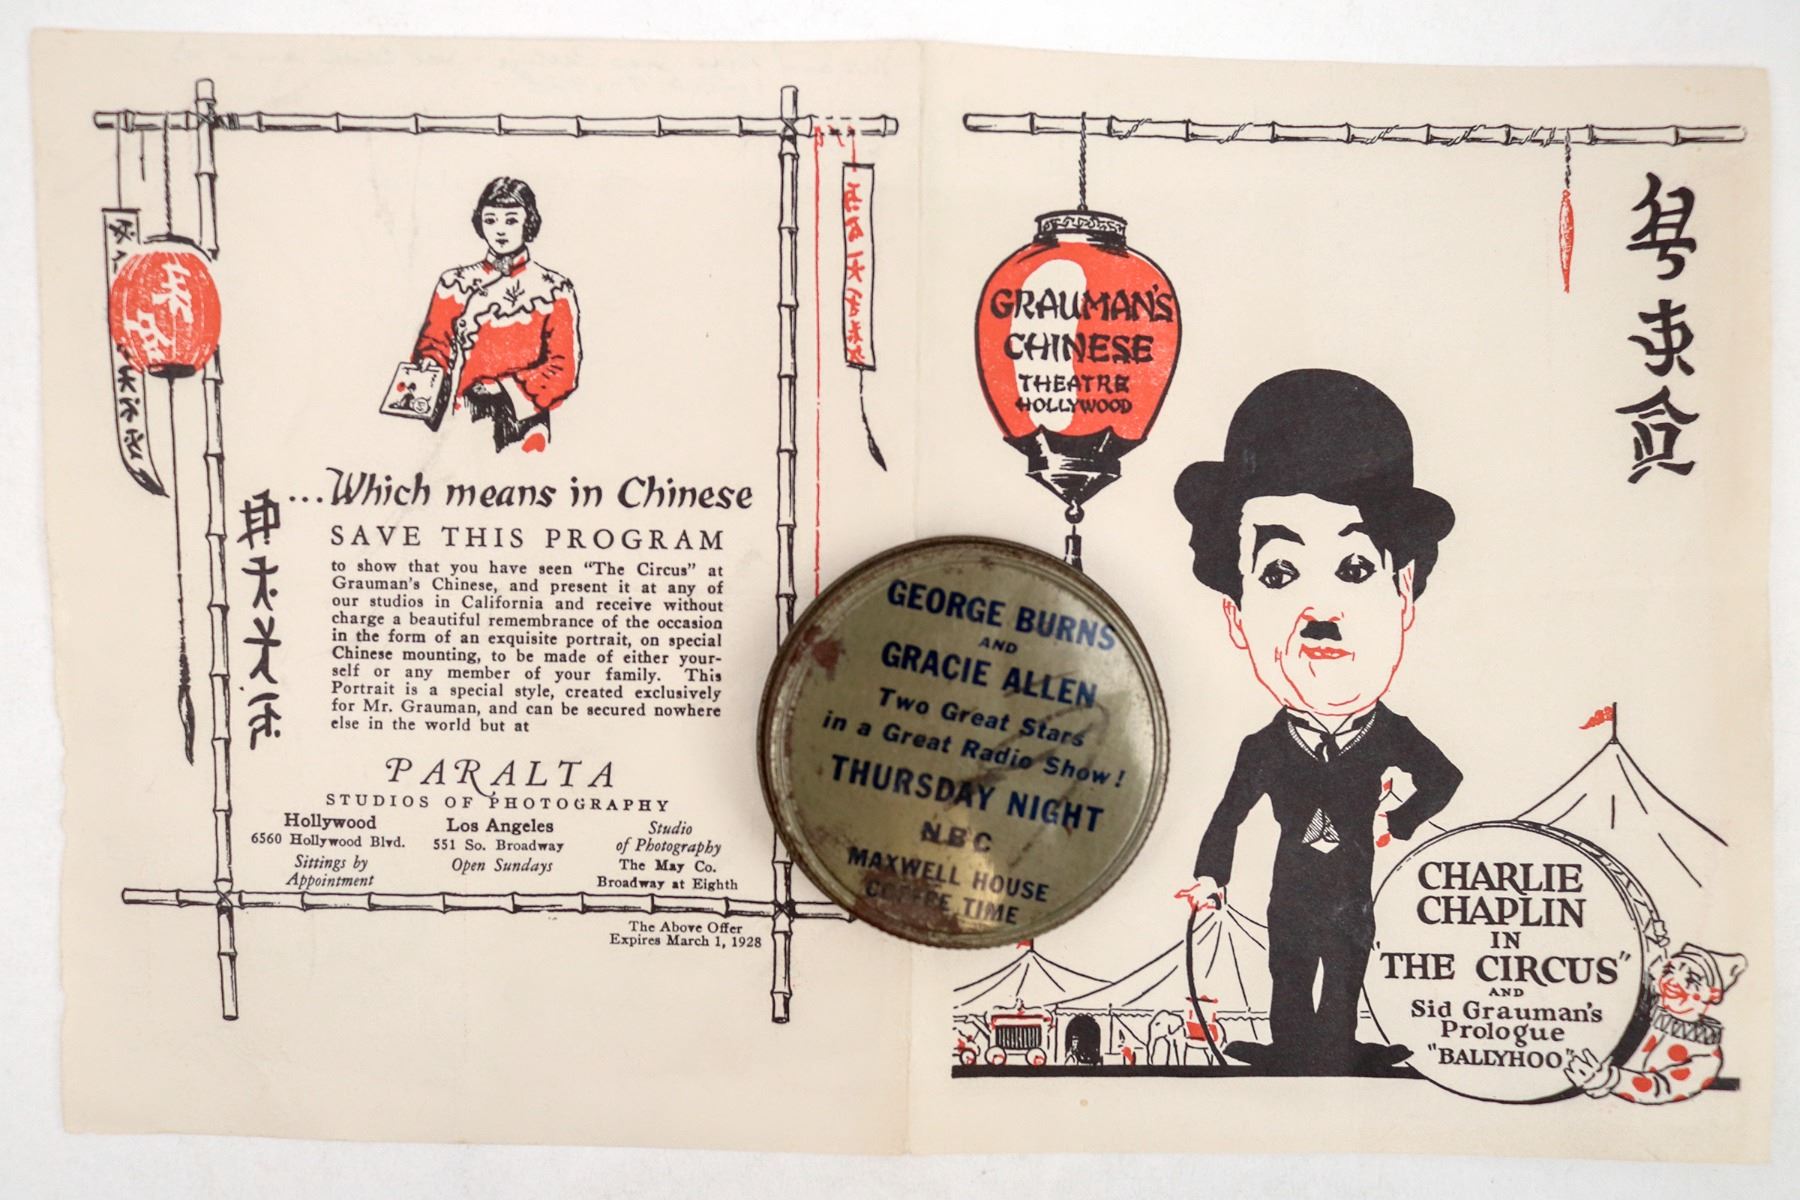 ...Which means in Chinese
SAVE THIS PROGRAM
to show that you have seen "The Circus" at
Grauman's Chinese, and present it at any of
our studios in California and receive without
charge a beautiful remembrance of the occasion
in the form of an exquisite portrait, on special
Chinese mounting, to be made of either your-
self or any member of your family. This
Portrait is a special style, created exclusively
for Mr. Grauman, and can be secured nowhere
else in the world but at
PARALTA
STUDIOS OF PHOTOGRAPHY
Hollywood
6560 Hollywood Blvd.
Sittings by
Appointment
Los Angeles
551 So. Broadway
Open Sundays
Studio
of Photography
The May Co.
Broadway at Eighth
The Above Offer
Expires March 1, 1928
GEORGE BURNS
AND
GRACIE ALLEN
Two Great Stars
in a Great Radio Show!
THURSDAY NIGHT
NBC
MAXWELL HOUSE
COFFEE TIME
GRAUMAN'S
CHINESE
THEATRE
HOLLYWOOD
CHARLIE
CHAPLIN
IN
"THE CIRCUS"
AND
Sid Grauman's
Prologue
"BALLYHOO"